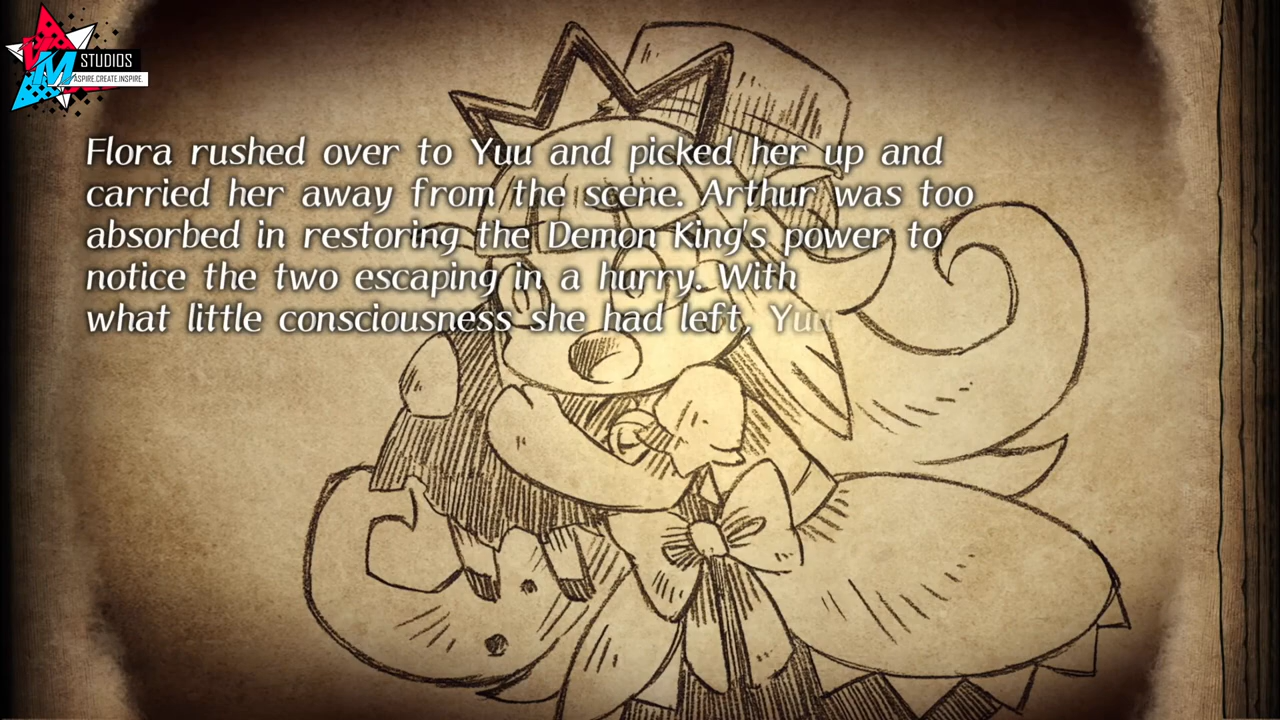 VM
STUDIOS
ASPIRE.CREATE.INSPIRE.
Flora rushed over to Yuu and picked her up and
carried her away from the scene. Arthur was too
absorbed in restoring the Demon King's power to
notice the two escaping in a hurry. With
what little consciousness she had left, Yuu